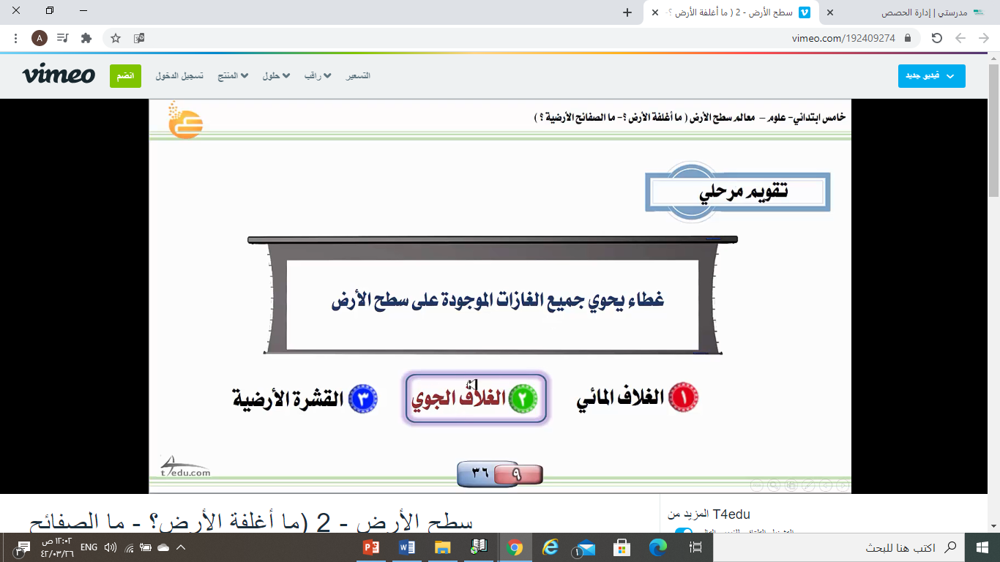 مدرستي | إدارة الحصص
سطح الأرض - 2 ( ما أغلفة الأرض ؟-
vimeo.com/192409274
A
vimeo
انضم
تسجيل الدخول
المنتج
حلول
راقب
التسعير
فيديو جديد
خامس ابتدائي- علوم – معالم سطح الأرض ( ما أغلفة الأرض ؟- ما الصفائح الأرضية ؟ )
تقويم مرحلي
غطاء يحوي جميع الغازات الموجودة على سطح الأرض
١ الغلاف المائي
٢ الغلاف الجوي
٣ القشرة الأرضية
t4edu.com
٩
٣٦
سطح الأرض - 2 (ما أغلفة الأرض؟ - ما الصفائح
المزيد من T4edu
اكتب هنا للبحث
١
ENG
١٢:٠٢ ص
٤٢/٠٣/٢٦
٣